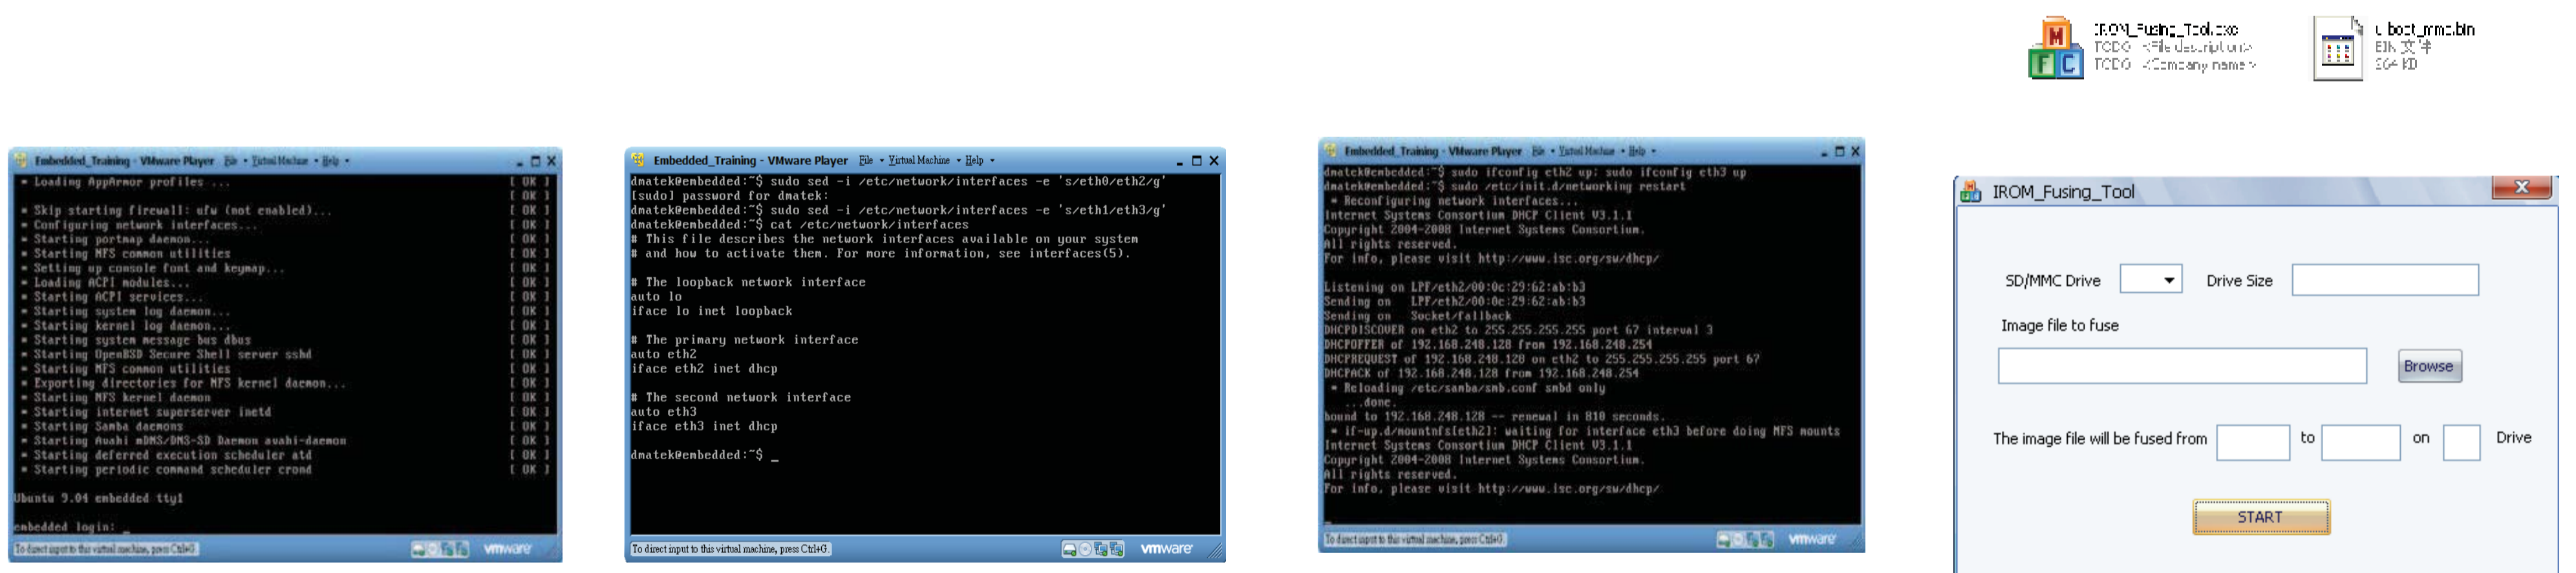 IROM_Fusing_Tool.exe
TODO: <File description>
TODO: <Company name>
u-boot_mmc.bin
BIN 文件
264 KB
Embedded_Training - VMware Player File • Virtual Machine • Help •
* Loading AppArmor profiles ... [ OK ]
[ OK ]
* Skip starting firewall: ufw (not enabled)... [ OK ]
* Configuring network interfaces... [ OK ]
* Starting portmap daemon... [ OK ]
* Starting NFS common utilities [ OK ]
* Setting up console font and keymap... [ OK ]
* Loading ACPI modules... [ OK ]
* Starting ACPI services... [ OK ]
* Starting system log daemon... [ OK ]
* Starting kernel log daemon... [ OK ]
* Starting system message bus dbus [ OK ]
* Starting OpenBSD Secure Shell server sshd [ OK ]
* Starting NFS common utilities [ OK ]
* Exporting directories for NFS kernel daemon... [ OK ]
* Starting NFS kernel daemon [ OK ]
* Starting internet superserver inetd [ OK ]
* Starting Samba daemons [ OK ]
* Starting Avahi mDNS/DNS-SD Daemon avahi-daemon [ OK ]
* Starting deferred execution scheduler atd [ OK ]
* Starting periodic command scheduler crond [ OK ]
Ubuntu 9.04 embedded tty1
embedded login: _
To direct input to this virtual machine, press Ctrl+G.
vmware
Embedded_Training - VMware Player File • Virtual Machine • Help •
dmatek@embedded:~$ sudo sed -i /etc/network/interfaces -e 's/eth0/eth2/g'
[sudo] password for dmatek:
dmatek@embedded:~$ sudo sed -i /etc/network/interfaces -e 's/eth1/eth3/g'
dmatek@embedded:~$ cat /etc/network/interfaces
# This file describes the network interfaces available on your system
# and how to activate them. For more information, see interfaces(5).
# The loopback network interface
auto lo
iface lo inet loopback
# The primary network interface
auto eth2
iface eth2 inet dhcp
# The second network interface
auto eth3
iface eth3 inet dhcp
dmatek@embedded:~$ _
To direct input to this virtual machine, press Ctrl+G.
vmware
Embedded_Training - VMware Player File • Virtual Machine • Help •
dmatek@embedded:~$ sudo ifconfig eth2 up; sudo ifconfig eth3 up
dmatek@embedded:~$ sudo /etc/init.d/networking restart
* Reconfiguring network interfaces...
Internet Systems Consortium DHCP Client V3.1.1
Copyright 2004-2008 Internet Systems Consortium.
All rights reserved.
For info, please visit http://www.isc.org/sw/dhcp/
Listening on LPF/eth2/00:0c:29:62:ab:b3
Sending on LPF/eth2/00:0c:29:62:ab:b3
Sending on Socket/fallback
DHCPDISCOVER on eth2 to 255.255.255.255 port 67 interval 3
DHCPOFFER of 192.168.248.128 from 192.168.248.254
DHCPREQUEST of 192.168.248.128 on eth2 to 255.255.255.255 port 67
DHCPACK of 192.168.248.128 from 192.168.248.254
* Reloading /etc/samba/smb.conf smbd only
...done.
bound to 192.168.248.128 -- renewal in 810 seconds.
* if-up.d/mountnfs[eth2]: waiting for interface eth3 before doing NFS mounts
Internet Systems Consortium DHCP Client V3.1.1
Copyright 2004-2008 Internet Systems Consortium.
All rights reserved.
For info, please visit http://www.isc.org/sw/dhcp/
To direct input to this virtual machine, press Ctrl+G.
vmware
IROM_Fusing_Tool
SD/MMC Drive Drive Size
Image file to fuse
Browse
The image file will be fused from to on Drive
START